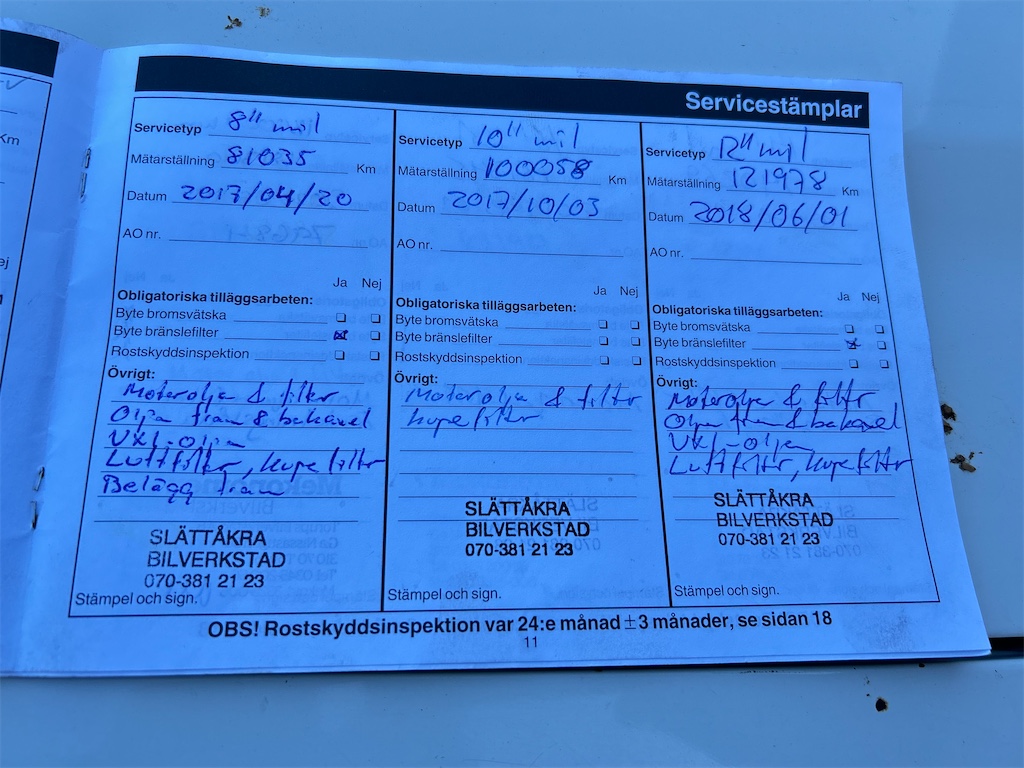 Servicestämplar
Servicetyp 8" mil
Mätarställning 81035 Km
Datum 2017/04/20
AO nr.
Ja Nej
Obligatoriska tilläggsarbeten:
Byte bromsvätska
Byte bränslefilter
Rostskyddsinspektion
Övrigt:
Motorolja & filter
Olja fram & bakaxel
VXL-olja
Luftfilter, kupefilter
Belägg fram
SLÄTTÅKRA
BILVERKSTAD
070-381 21 23
Stämpel och sign.
Servicetyp 10" mil
Mätarställning 100058 Km
Datum 2017/10/03
AO nr.
Ja Nej
Obligatoriska tilläggsarbeten:
Byte bromsvätska
Byte bränslefilter
Rostskyddsinspektion
Övrigt:
Motorolja & filter
kupefilter
SLÄTTÅKRA
BILVERKSTAD
070-381 21 23
Stämpel och sign.
Servicetyp 12" mil
Mätarställning 121978 Km
Datum 2018/06/01
AO nr.
Ja Nej
Obligatoriska tilläggsarbeten:
Byte bromsvätska
Byte bränslefilter
Rostskyddsinspektion
Övrigt:
Motorolja & filter
Olja fram & bakaxel
VXL-oljan
Luftfilter, kupefilter
SLÄTTÅKRA
BILVERKSTAD
070-381 21 23
Stämpel och sign.
OBS! Rostskyddsinspektion var 24:e månad ±3 månader, se sidan 18
11
Km